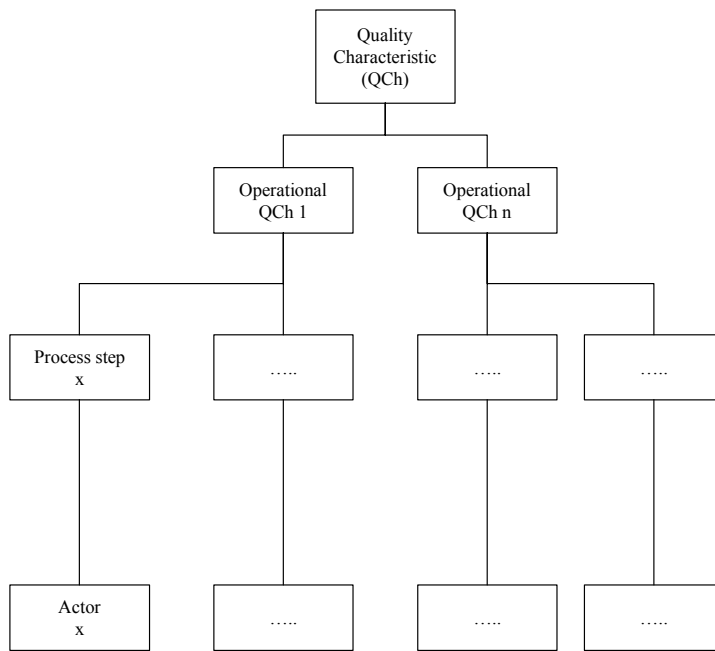 Quality
Characteristic
(QCh)
Operational
QCh 1
Operational
QCh n
Process step
x
…..
…..
…..
Actor
x
…..
…..
…..